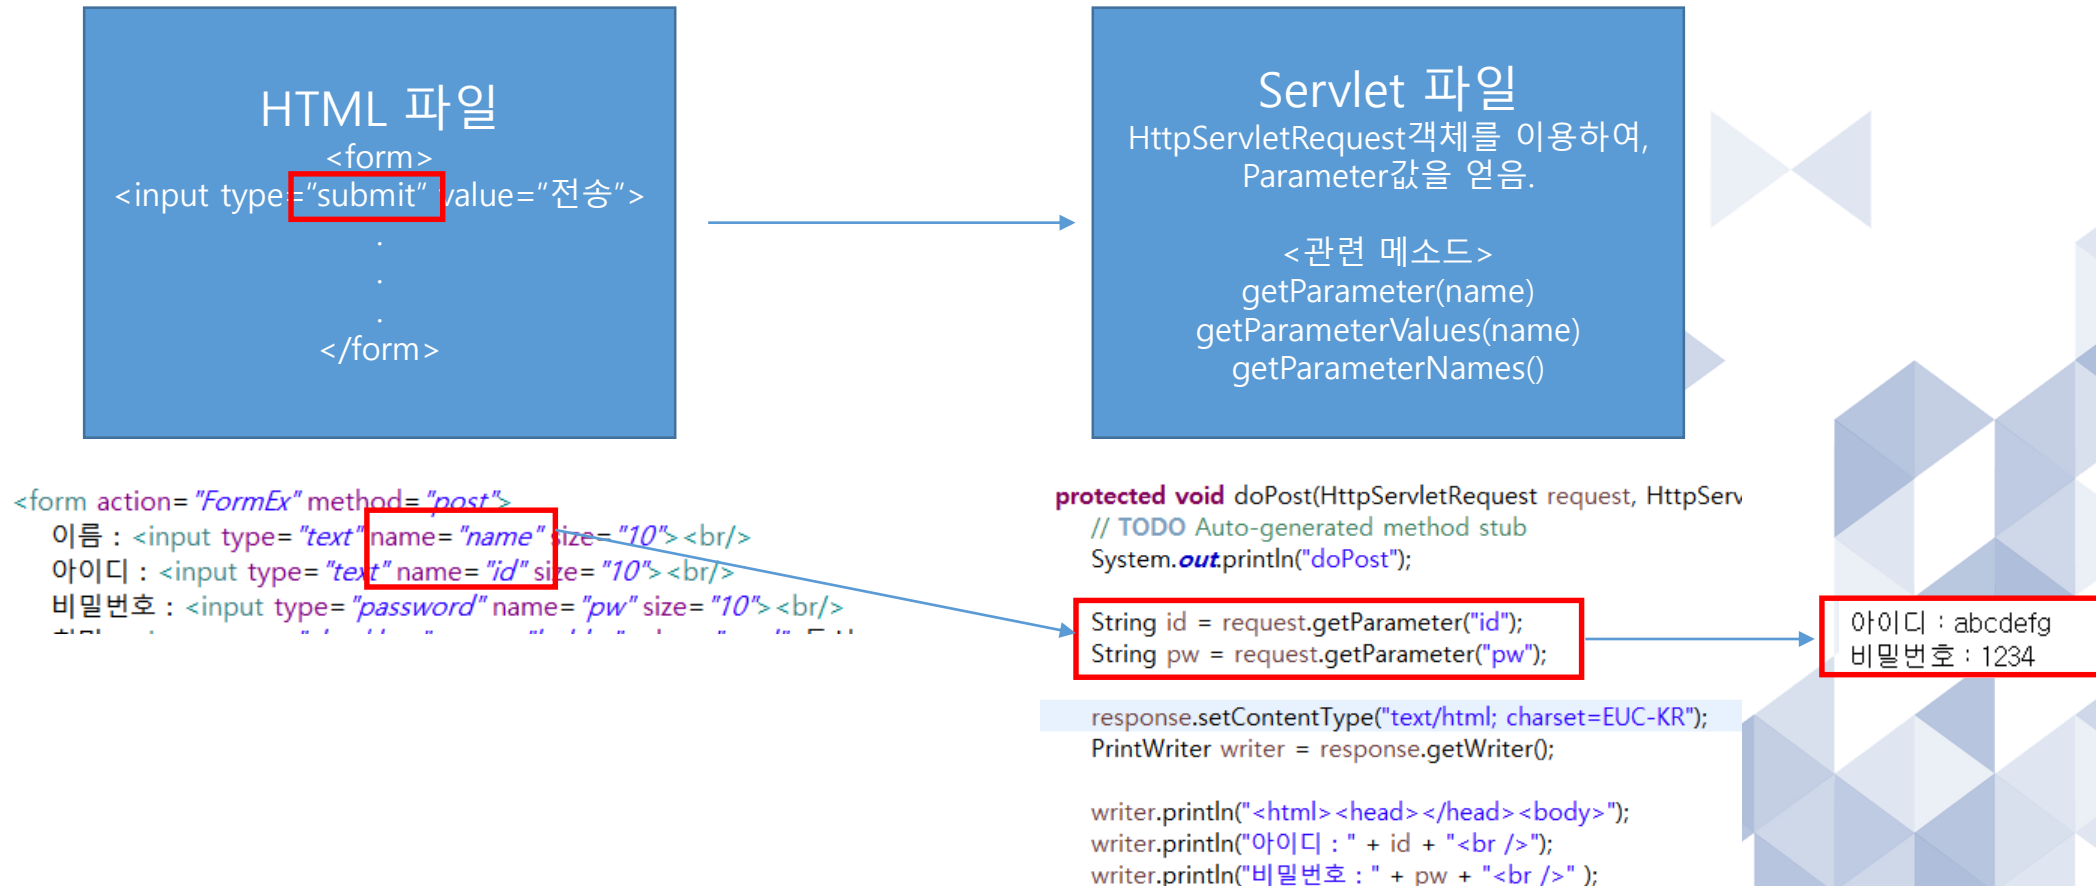 HTML 파일
<form>
<input type="submit" value="전송">
.
.
.
</form>
Servlet 파일
HttpServletRequest객체를 이용하여,
Parameter값을 얻음.
<관련 메소드>
getParameter(name)
getParameterValues(name)
getParameterNames()
<form action="FormEx" method="post">
이름 : <input type="text" name="name" size="10"><br/>
아이디 : <input type="text" name="id" size="10"><br/>
비밀번호 : <input type="password" name="pw" size="10"><br/>
protected void doPost(HttpServletRequest request, HttpServ
// TODO Auto-generated method stub
System.out.println("doPost");
String id = request.getParameter("id");
String pw = request.getParameter("pw");
response.setContentType("text/html; charset=EUC-KR");
PrintWriter writer = response.getWriter();
writer.println("<html><head></head><body>");
writer.println("아이디 : " + id + "<br />");
writer.println("비밀번호 : " + pw + "<br />" );
아이디 : abcdefg
비밀번호 : 1234